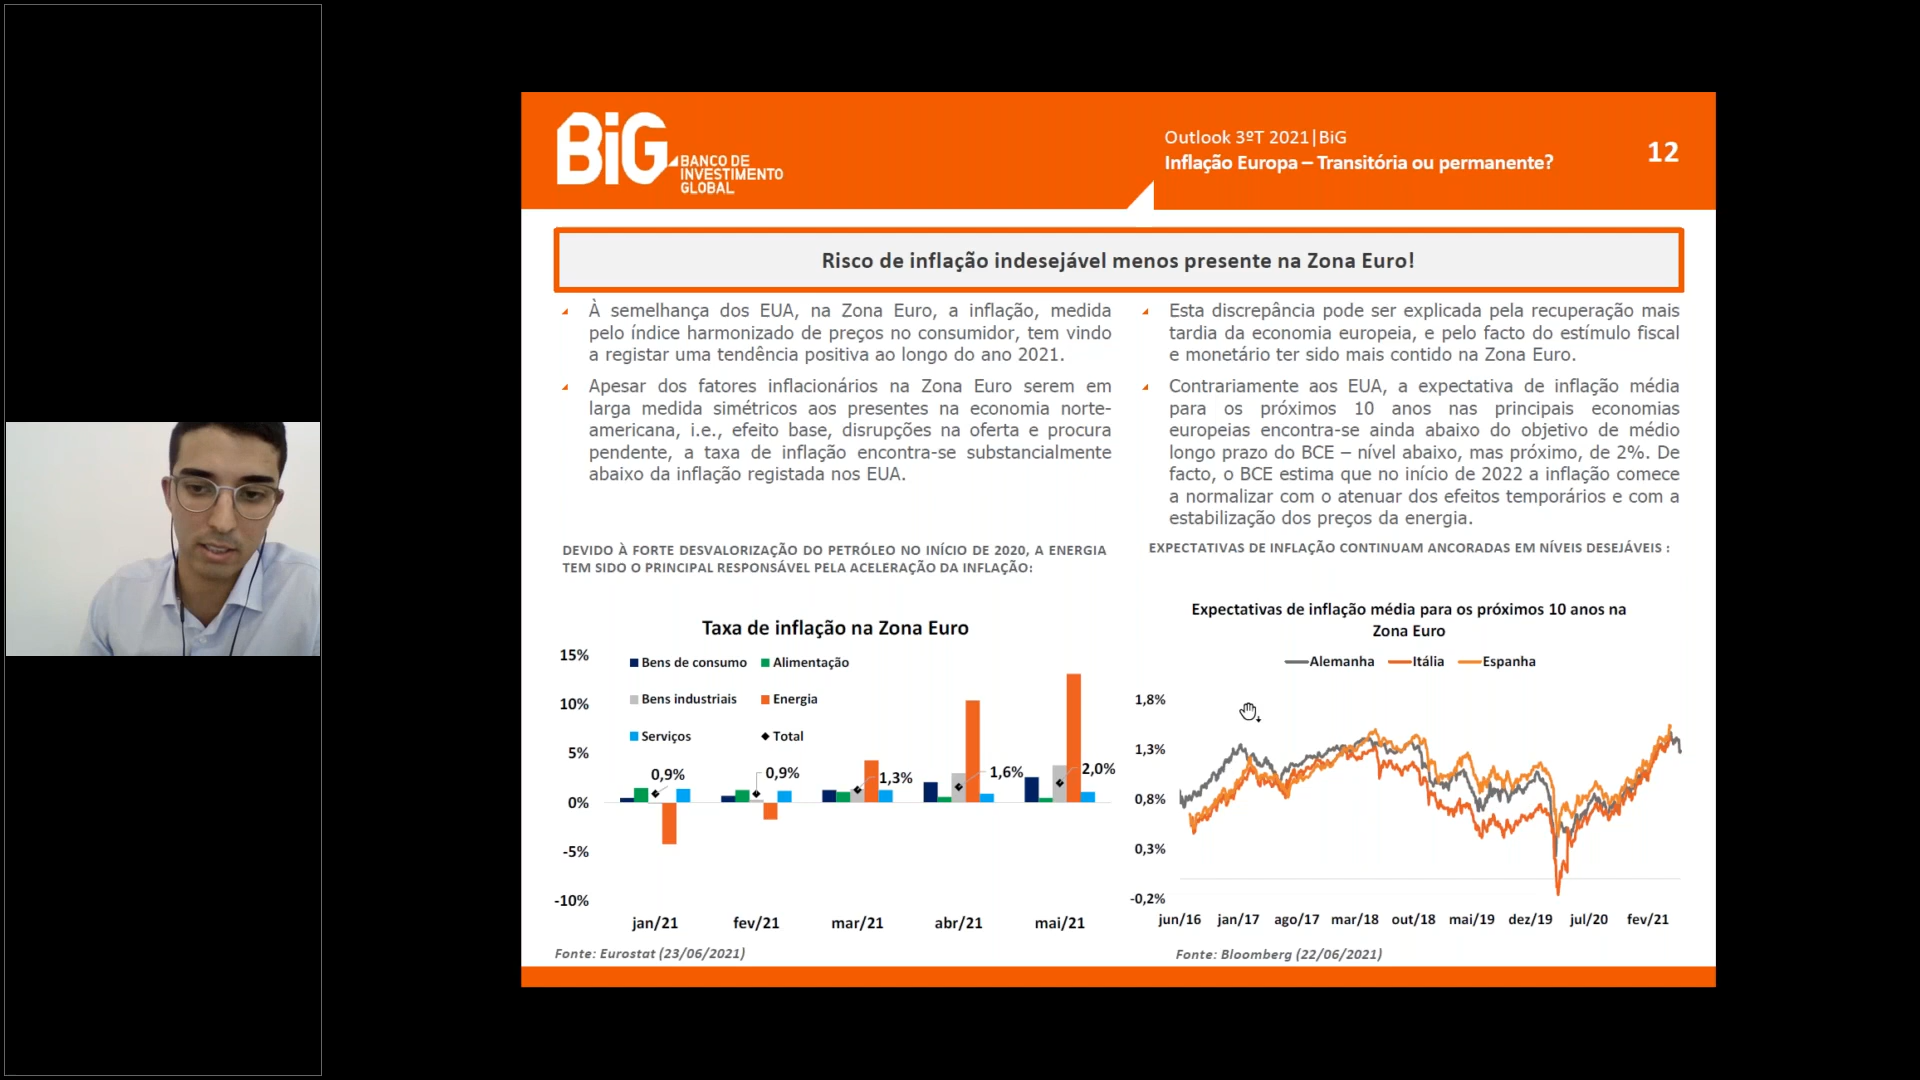 BiG
BANCO DE
INVESTIMENTO
GLOBAL
Outlook 3ºT 2021|BiG
Inflação Europa – Transitória ou permanente?
12
Risco de inflação indesejável menos presente na Zona Euro!
À semelhança dos EUA, na Zona Euro, a inflação, medida
pelo índice harmonizado de preços no consumidor, tem vindo
a registar uma tendência positiva ao longo do ano 2021.
Apesar dos fatores inflacionários na Zona Euro serem em
larga medida simétricos aos presentes na economia norte-
americana, i.e., efeito base, disrupções na oferta e procura
pendente, a taxa de inflação encontra-se substancialmente
abaixo da inflação registada nos EUA.
Esta discrepância pode ser explicada pela recuperação mais
tardia da economia europeia, e pelo facto do estímulo fiscal
e monetário ter sido mais contido na Zona Euro.
Contrariamente aos EUA, a expectativa de inflação média
para os próximos 10 anos nas principais economias
europeias encontra-se ainda abaixo do objetivo de médio
longo prazo do BCE – nível abaixo, mas próximo, de 2%. De
facto, o BCE estima que no início de 2022 a inflação comece
a normalizar com o atenuar dos efeitos temporários e com a
estabilização dos preços da energia.
DEVIDO À FORTE DESVALORIZAÇÃO DO PETRÓLEO NO INÍCIO DE 2020, A ENERGIA
TEM SIDO O PRINCIPAL RESPONSÁVEL PELA ACELERAÇÃO DA INFLAÇÃO:
Taxa de inflação na Zona Euro
Bens de consumo
Alimentação
Bens industriais
Energia
Serviços
Total
15%
10%
5%
0%
-5%
-10%
0,9%
0,9%
1,3%
1,6%
2,0%
jan/21
fev/21
mar/21
abr/21
mai/21
Fonte: Eurostat (23/06/2021)
EXPECTATIVAS DE INFLAÇÃO CONTINUAM ANCORADAS EM NÍVEIS DESEJÁVEIS :
Expectativas de inflação média para os próximos 10 anos na
Zona Euro
Alemanha
Itália
Espanha
1,8%
1,3%
0,8%
0,3%
-0,2%
jun/16
jan/17
ago/17
mar/18
out/18
mai/19
dez/19
jul/20
fev/21
Fonte: Bloomberg (22/06/2021)